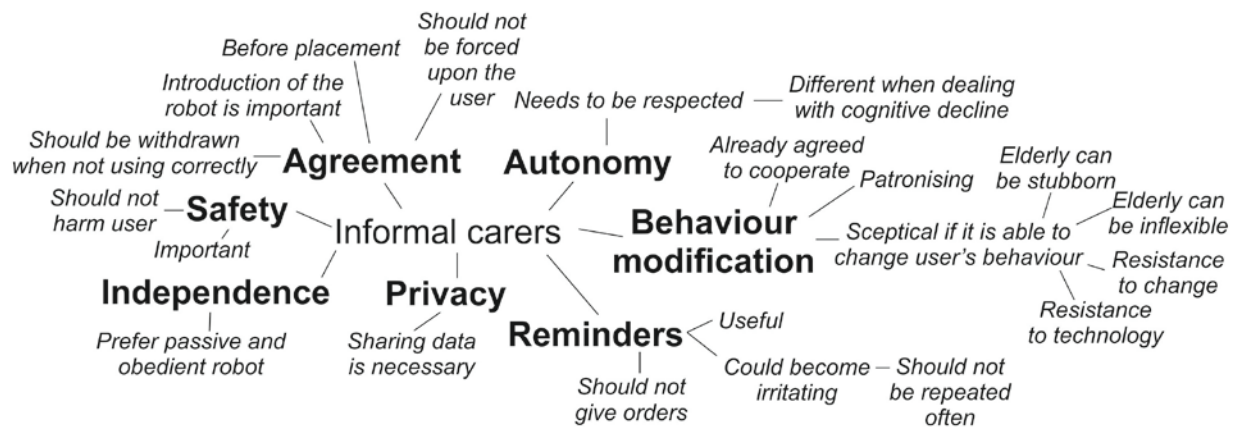 Before placement
Should not
be forced
upon the
user
Introduction of the
robot is important
Should be withdrawn
when not using correctly
Agreement
Needs to be respected
Different when dealing
with cognitive decline
Autonomy
Already agreed
to cooperate
Patronising
Elderly can
be stubborn
Elderly can
be inflexible
Should not
harm user
Safety
Important
Informal carers
Behaviour
modification
Sceptical if it is able to
change user's behaviour
Resistance
to change
Resistance
to technology
Independence
Prefer passive and
obedient robot
Privacy
Sharing data
is necessary
Reminders
Useful
Could become
irritating
Should not
be repeated
often
Should not
give orders